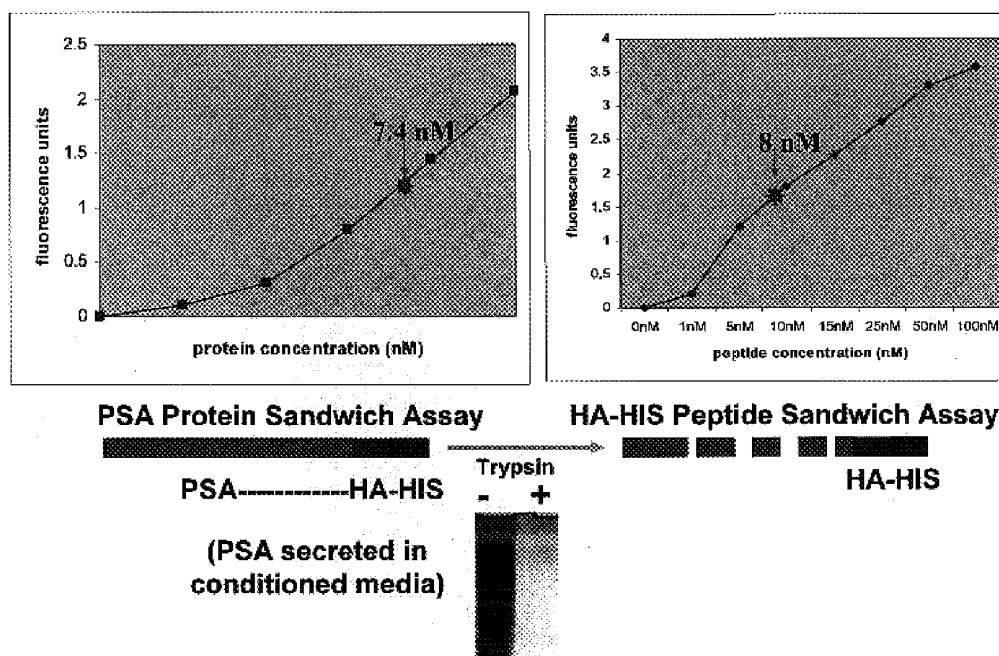 2.5
2
1.5
1
0.5
0
fluorescence units
7.4 nM
protein concentration (nM)
4
3.5
3
2.5
2
1.5
1
0.5
0
fluorescence units
8 nM
0nM 1nM 5nM 10nM 15nM 25nM 50nM 100nM
peptide concentration (nM)
PSA Protein Sandwich Assay
HA-HIS Peptide Sandwich Assay
Trypsin
- +
PSA------------HA-HIS
HA-HIS
(PSA secreted in
conditioned media)